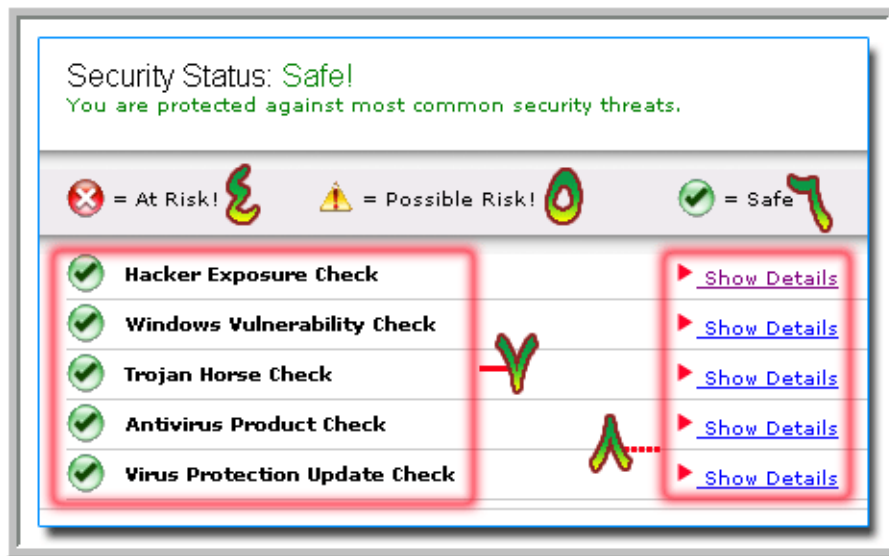 Security Status: Safe!
You are protected against most common security threats.
= At Risk! ٤ = Possible Risk! ٥ = Safe ٦
Hacker Exposure Check Show Details
Windows Vulnerability Check Show Details
٧
Trojan Horse Check Show Details
Antivirus Product Check Show Details
٨
Virus Protection Update Check Show Details